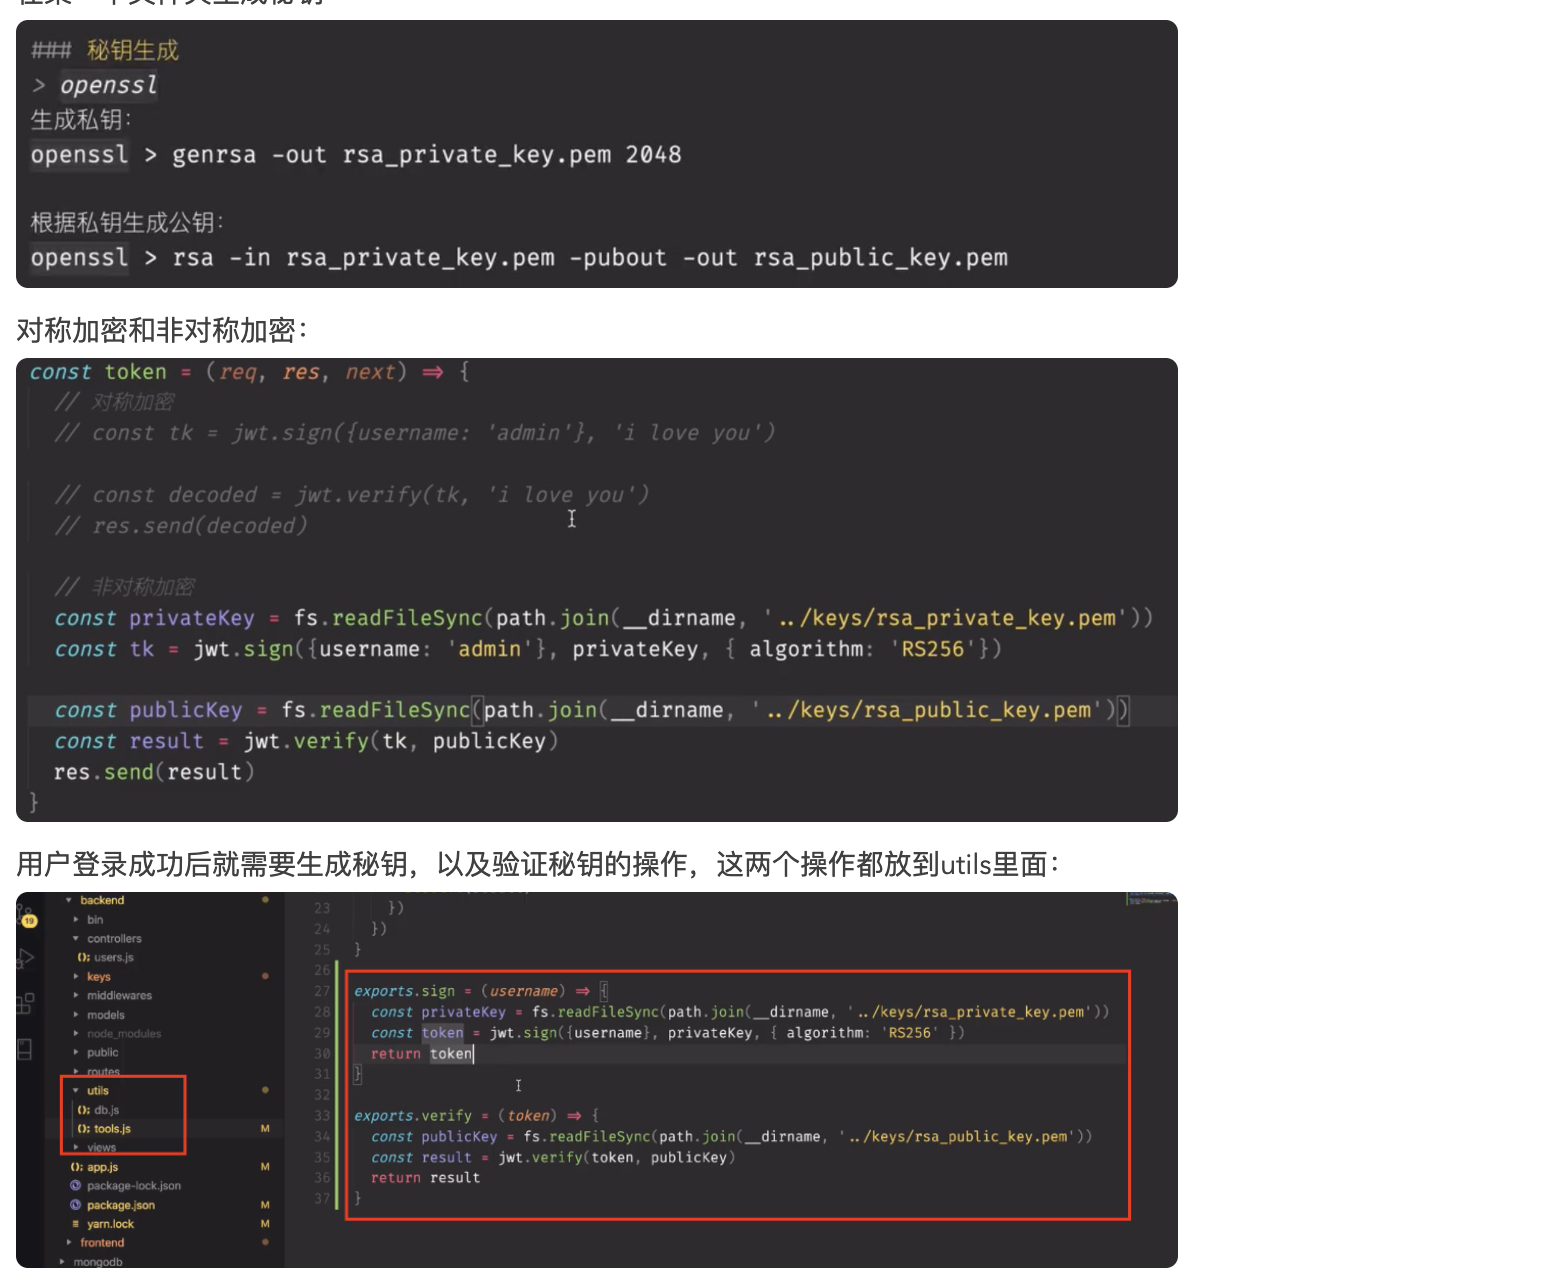 ### 秘钥生成
> openssl
生成私钥:
openssl > genrsa -out rsa_private_key.pem 2048
根据私钥生成公钥:
openssl > rsa -in rsa_private_key.pem -pubout -out rsa_public_key.pem
对称加密和非对称加密：
const token = (req, res, next) => {
// 对称加密
// const tk = jwt.sign({username: 'admin'}, 'i love you')
// const decoded = jwt.verify(tk, 'i love you')
// res.send(decoded)
// 非对称加密
const privateKey = fs.readFileSync(path.join(__dirname, '../keys/rsa_private_key.pem'))
const tk = jwt.sign({username: 'admin'}, privateKey, { algorithm: 'RS256'})
const publicKey = fs.readFileSync(path.join(__dirname, '../keys/rsa_public_key.pem'))
const result = jwt.verify(tk, publicKey)
res.send(result)
}
用户登录成功后就需要生成秘钥，以及验证秘钥的操作，这两个操作都放到utils里面：
19
backend
bin
controllers
users.js
keys
middlewares
models
node_modules
public
routes
utils
db.js
tools.js M
views
app.js M
package-lock.json
package.json M
yarn.lock M
frontend
mongodb
23 })
24 })
25 }
26
27 exports.sign = (username) => {
28 const privateKey = fs.readFileSync(path.join(__dirname, '../keys/rsa_private_key.pem'))
29 const token = jwt.sign({username}, privateKey, { algorithm: 'RS256' })
30 return token
31 }
32
33 exports.verify = (token) => {
34 const publicKey = fs.readFileSync(path.join(__dirname, '../keys/rsa_public_key.pem'))
35 const result = jwt.verify(token, publicKey)
36 return result
37 }